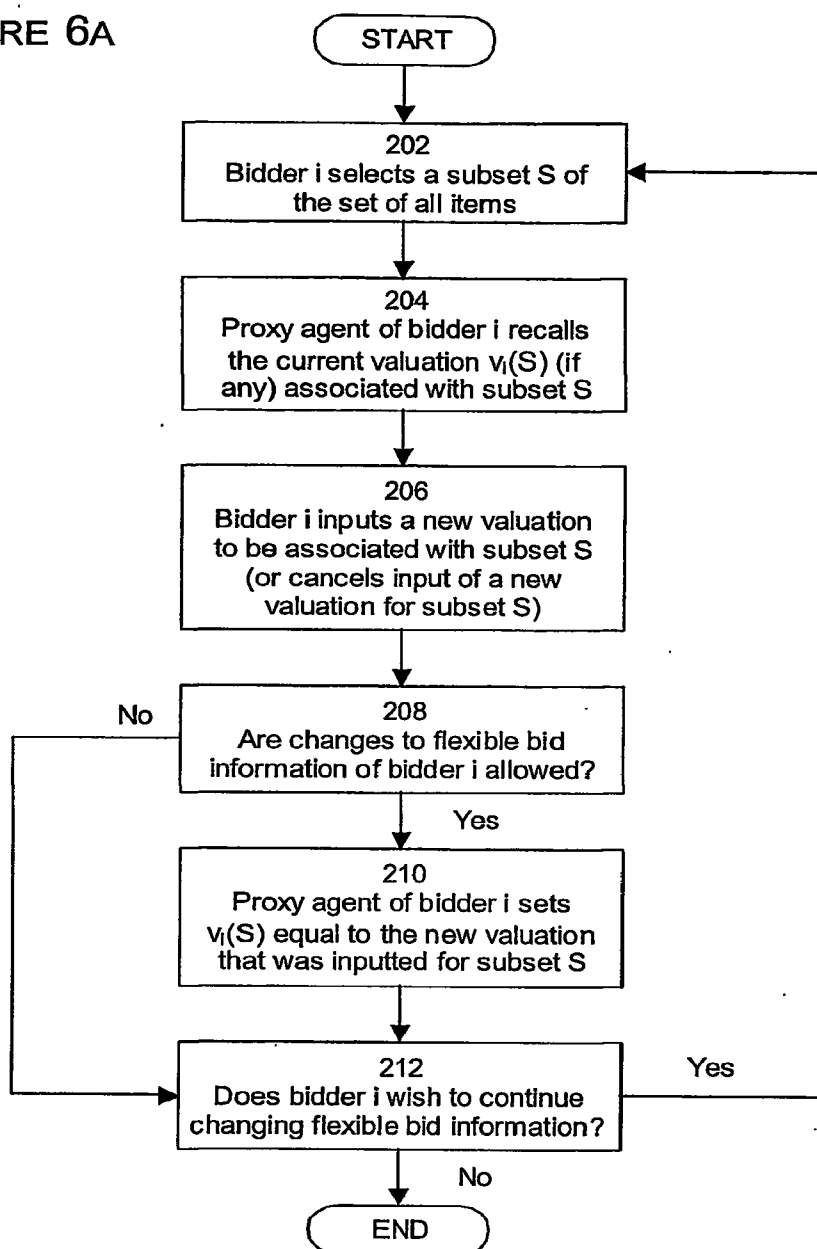 RE 6A
START
202
Bidder i selects a subset S of
the set of all items
204
Proxy agent of bidder i recalls
the current valuation vi(S) (if
any) associated with subset S
206
Bidder i inputs a new valuation
to be associated with subset S
(or cancels input of a new
valuation for subset S)
No
208
Are changes to flexible bid
information of bidder i allowed?
Yes
210
Proxy agent of bidder i sets
vi(S) equal to the new valuation
that was inputted for subset S
212
Does bidder i wish to continue
changing flexible bid information?
Yes
No
END